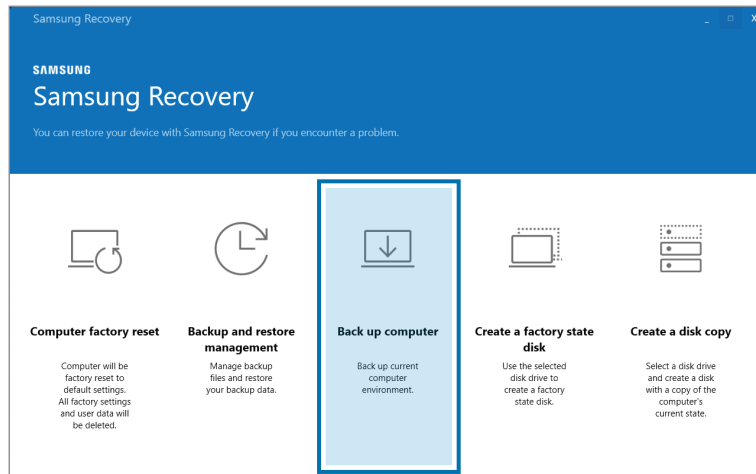 Samsung Recovery
SAMSUNG
Samsung Recovery
You can restore your device with Samsung Recovery if you encounter a problem.
Computer factory reset
Computer will be
factory reset to
default settings.
All factory settings
and user data will
be deleted.
Backup and restore
management
Manage backup
files and restore
your backup data.
Back up computer
Back up current
computer
environment.
Create a factory state
disk
Use the selected
disk drive to
create a factory
state disk.
Create a disk copy
Select a disk drive
and create a disk
with a copy of the
computer's
current state.